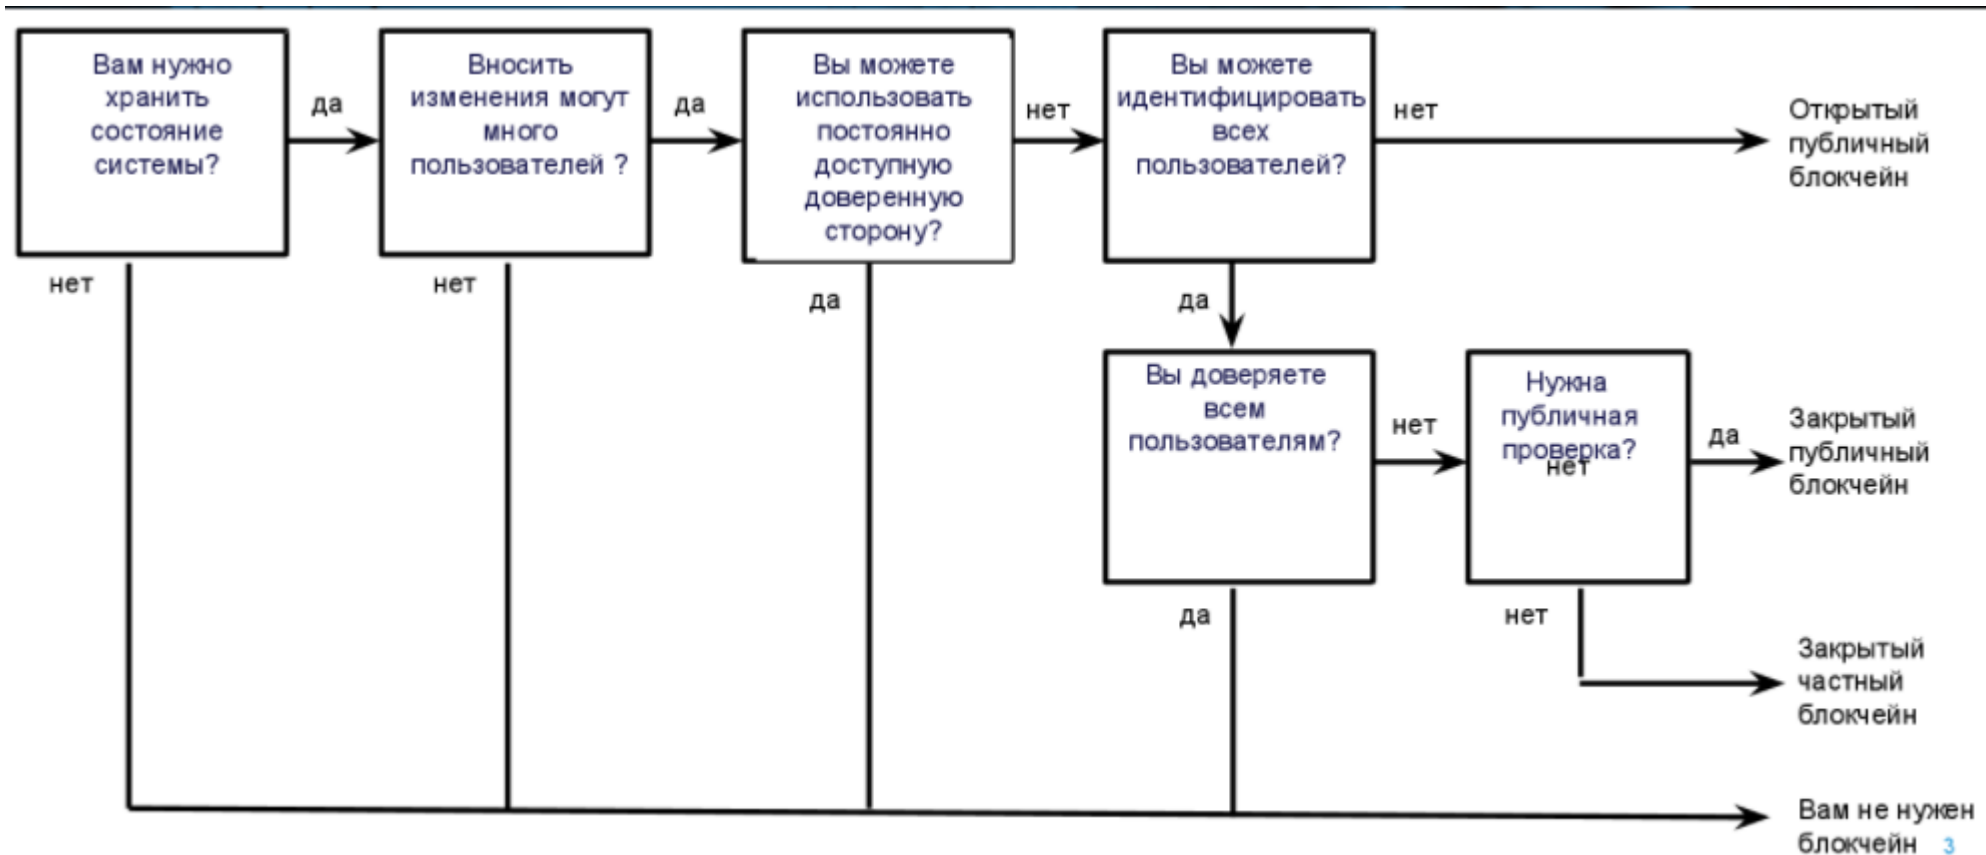 Вам нужно
хранить
состояние
системы?
да
Вносить
изменения могут
много
пользователей ?
да
Вы можете
использовать
постоянно
доступную
доверенную
сторону?
нет
Вы можете
идентифицировать
всех
пользователей?
нет
Открытый
публичный
блокчейн
нет
нет
да
да
Вы доверяете
всем
пользователям?
нет
Нужна
публичная
проверка?
нет
да
Закрытый
публичный
блокчейн
да
нет
Закрытый
частный
блокчейн
Вам не нужен
блокчейн 3